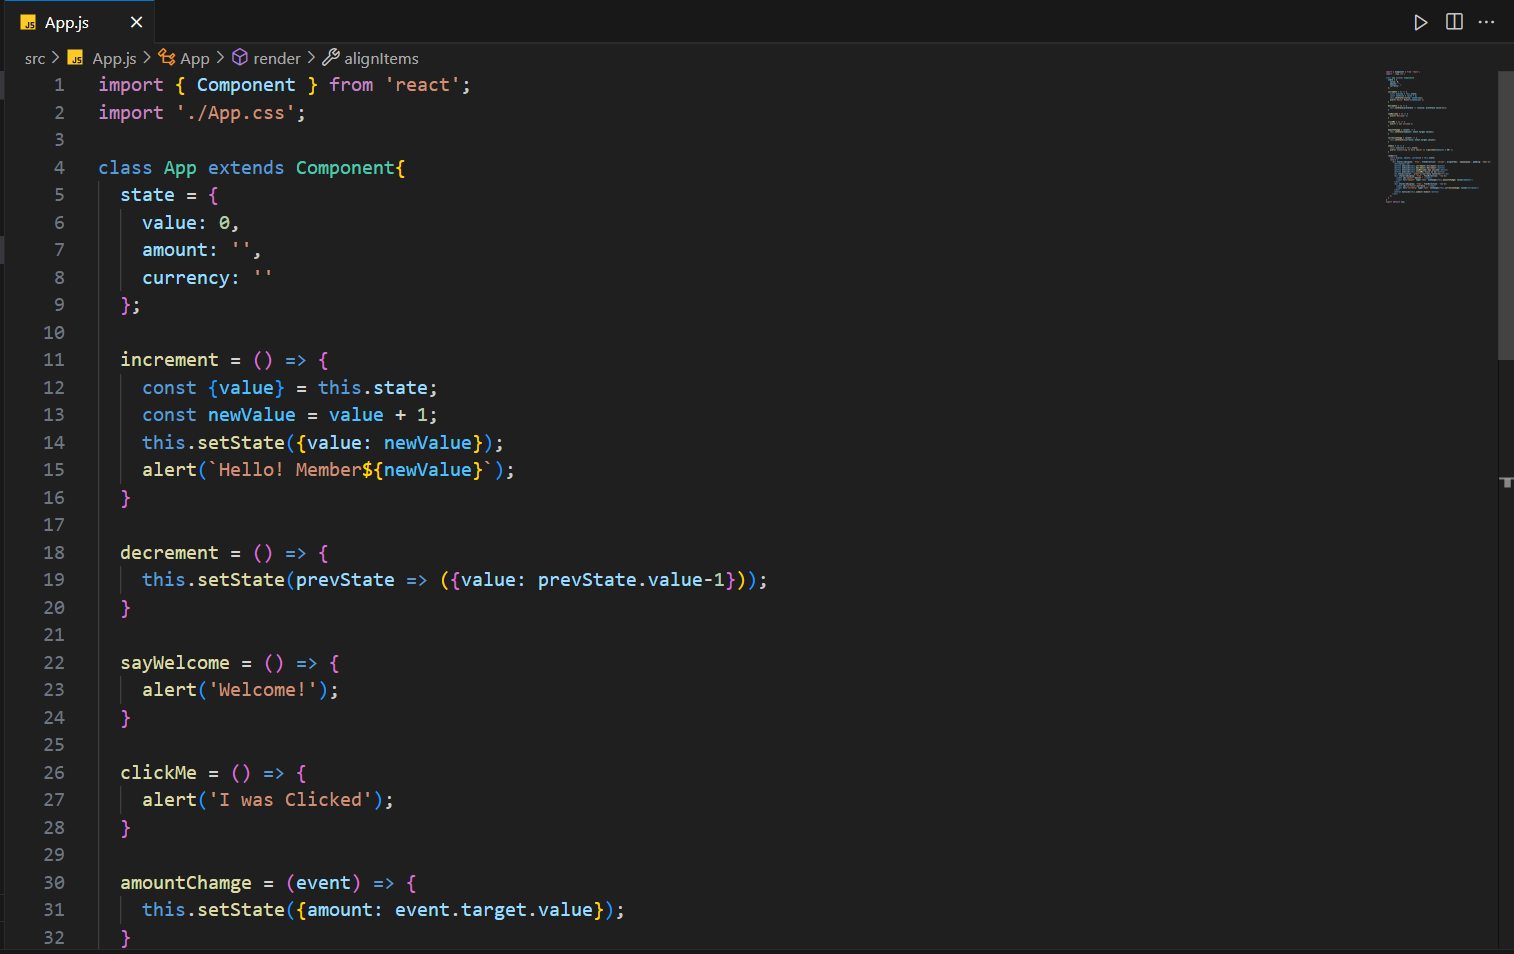 JS App.js
src > JS App.js > App > render > alignItems
1 import { Component } from 'react';
2 import './App.css';
3
4 class App extends Component{
5 state = {
6 value: 0,
7 amount: '',
8 currency: ''
9 };
10
11 increment = () => {
12 const {value} = this.state;
13 const newValue = value + 1;
14 this.setState({value: newValue});
15 alert(`Hello! Member${newValue}`);
16 }
17
18 decrement = () => {
19 this.setState(prevState => ({value: prevState.value-1}));
20 }
21
22 sayWelcome = () => {
23 alert('Welcome!');
24 }
25
26 clickMe = () => {
27 alert('I was Clicked');
28 }
29
30 amountChamge = (event) => {
31 this.setState({amount: event.target.value});
32 }